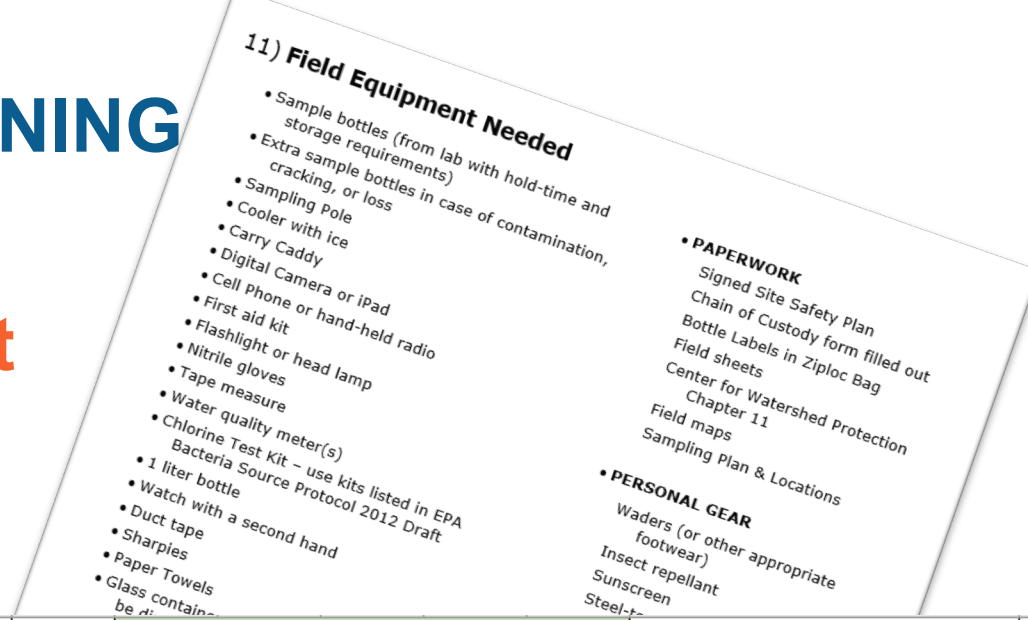 NING
t
11) Field Equipment Needed
• Sample bottles (from lab with hold-time and
storage requirements)
• Extra sample bottles in case of contamination,
cracking, or loss
• Sampling Pole
• Cooler with ice
• Carry Caddy
• Digital Camera or iPad
• Cell Phone or hand-held radio
• First aid kit
• Flashlight or head lamp
• Nitrile gloves
• Tape measure
• Water quality meter(s)
• Chlorine Test Kit – use kits listed in EPA
Bacteria Source Protocol 2012 Draft
• 1 liter bottle
• Watch with a second hand
• Duct tape
• Sharpies
• Paper Towels
• Glass
be
• PAPERWORK
Signed Site Safety Plan
Chain of Custody form filled out
Bottle Labels in Ziploc Bag
Field sheets
Center for Watershed Protection
Chapter 11
Field maps
Sampling Plan & Locations
• PERSONAL GEAR
Waders (or other appropriate
footwear)
Insect repellant
Sunscreen